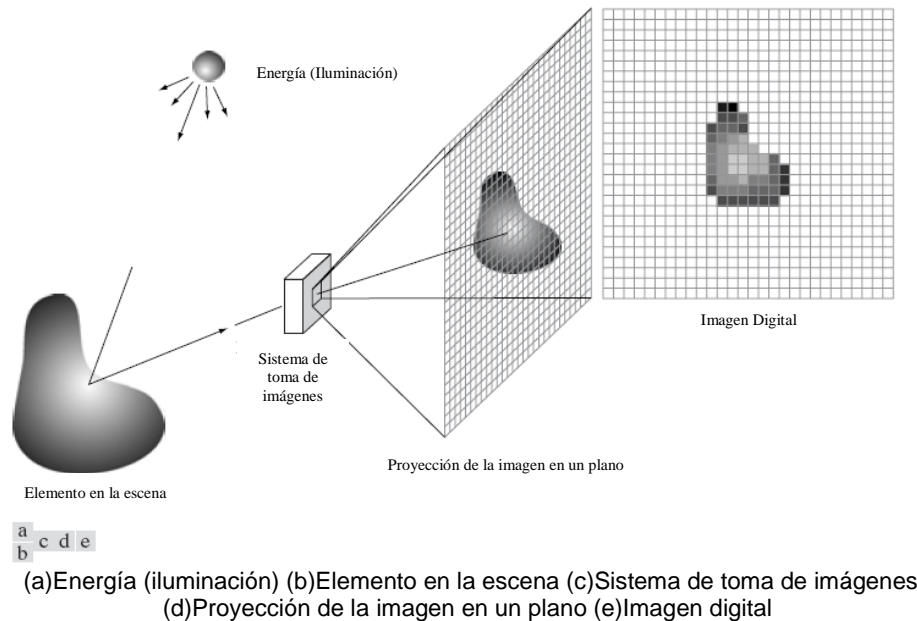 Energía (Iluminación)
Imagen Digital
Sistema de
toma de
imágenes
Proyección de la imagen en un plano
Elemento en la escena
a
b c d e
(a)Energía (iluminación) (b)Elemento en la escena (c)Sistema de toma de imágenes
(d)Proyección de la imagen en un plano (e)Imagen digital